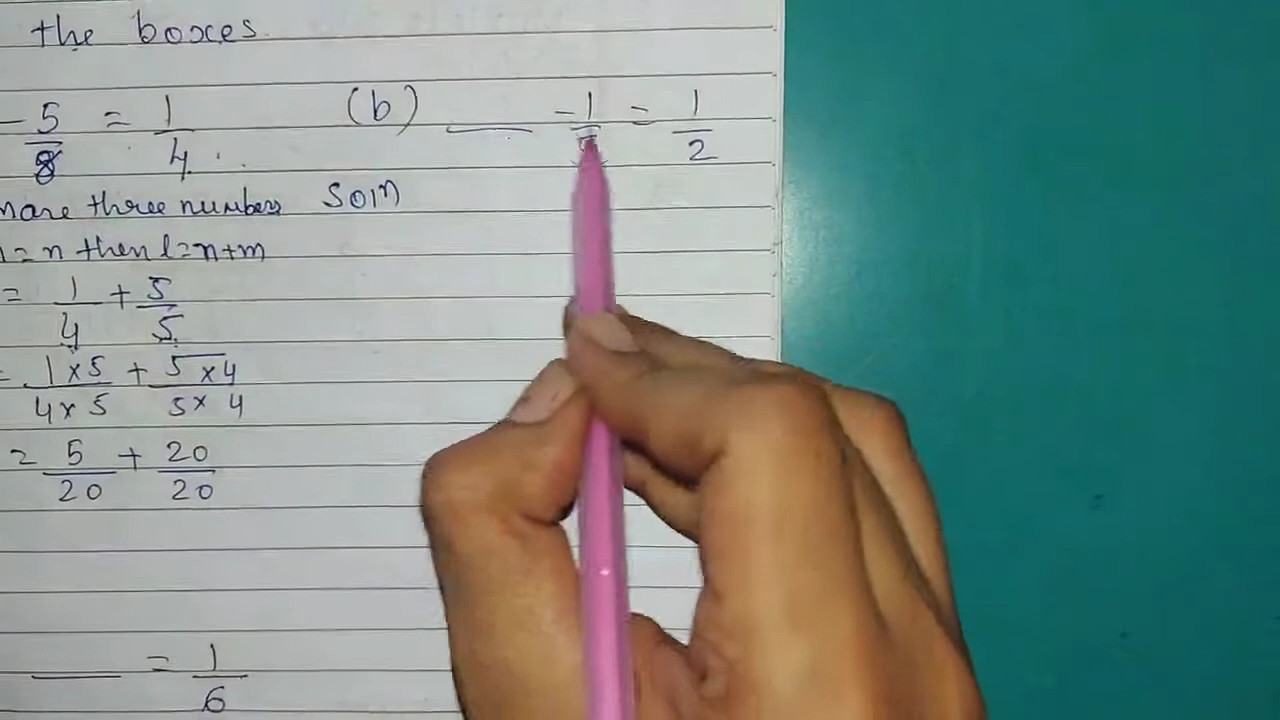 the boxes.
- 5/8 = 1/4 . (b) ____ - 1/5 = 1/2
are three numbers Soln
= n then l = n + m
= 1/4 + 5/5
= 1 x 5 / 4 x 5 + 5 x 4 / 5 x 4
= 5/20 + 20/20
____ = 1/6